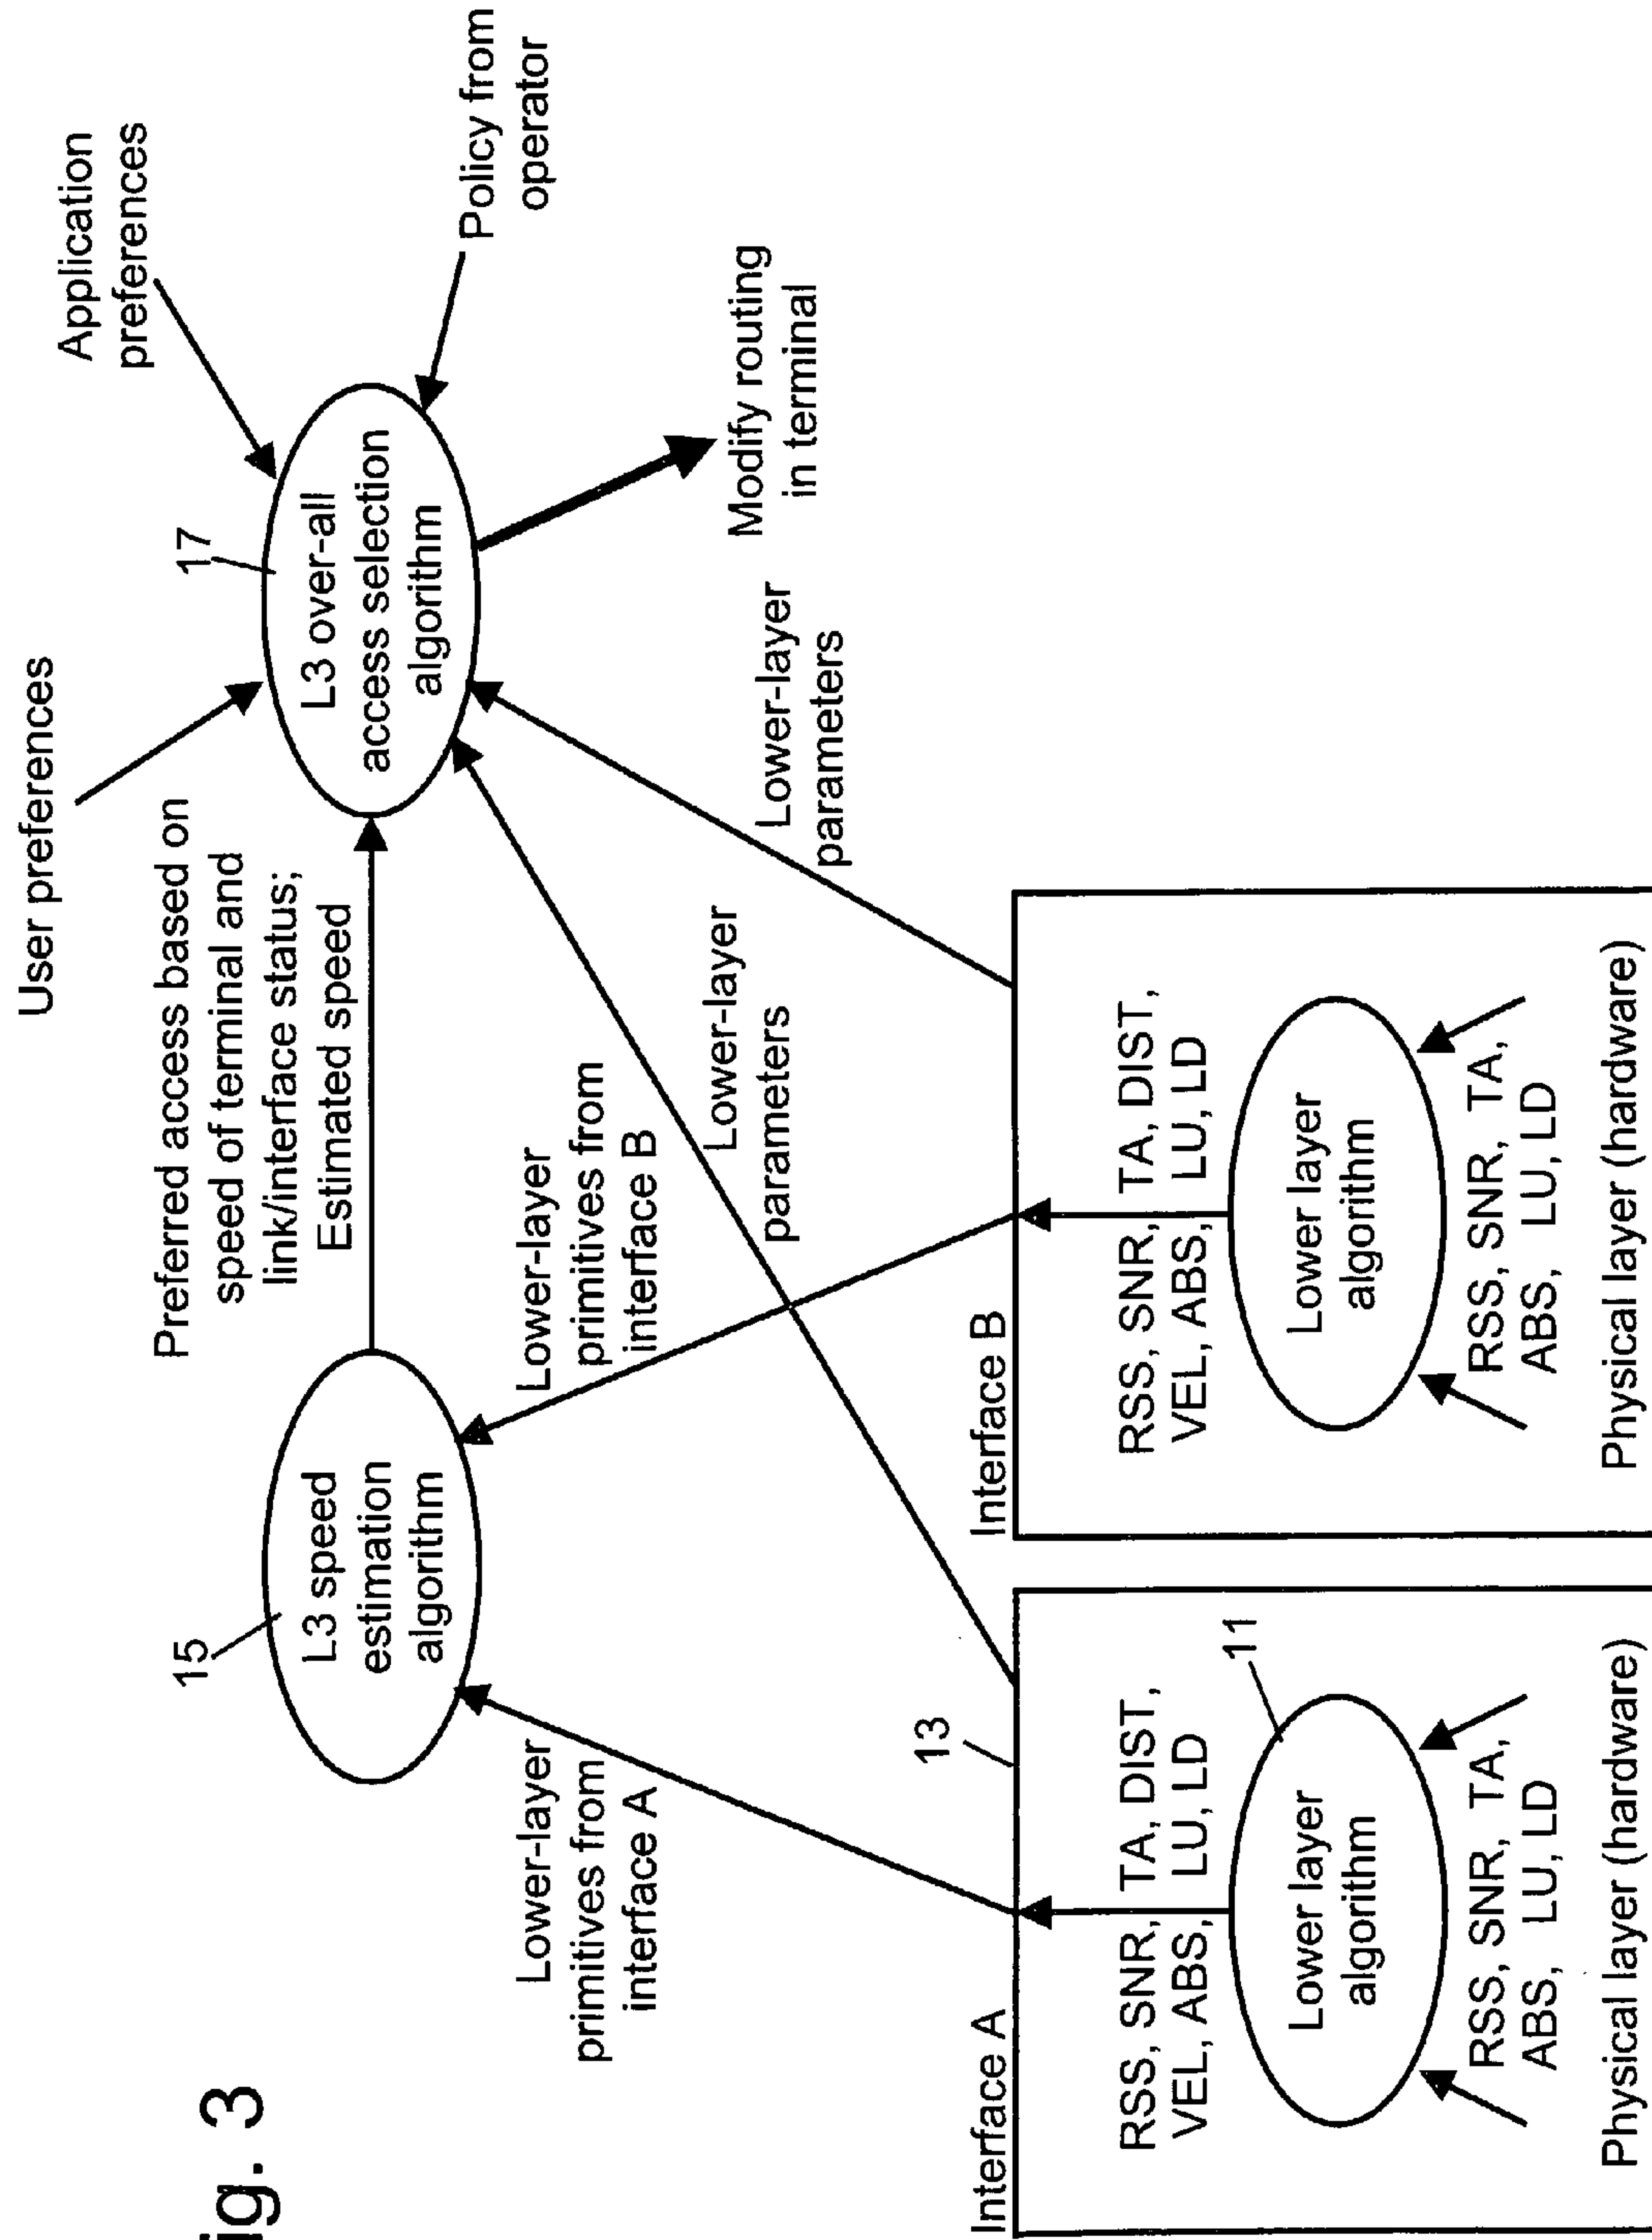 ig. 3
User preferences
Application
preferences
Policy from
operator
17
L3 over-all
access selection
algorithm
Modify routing
in terminal
Preferred access based on
speed of terminal and
link/interface status;
Estimated speed
15
L3 speed
estimation
algorithm
Lower-layer
primitives from
interface A
Lower-layer
primitives from
interface B
Lower-layer
parameters
Lower-layer
parameters
Interface A
13
RSS, SNR, TA, DIST,
VEL, ABS, LU, LD
11
Lower layer
algorithm
RSS, SNR, TA,
ABS, LU, LD
Physical layer (hardware)
Interface B
RSS, SNR, TA, DIST,
VEL, ABS, LU, LD
Lower layer
algorithm
RSS, SNR, TA,
ABS, LU, LD
Physical layer (hardware)